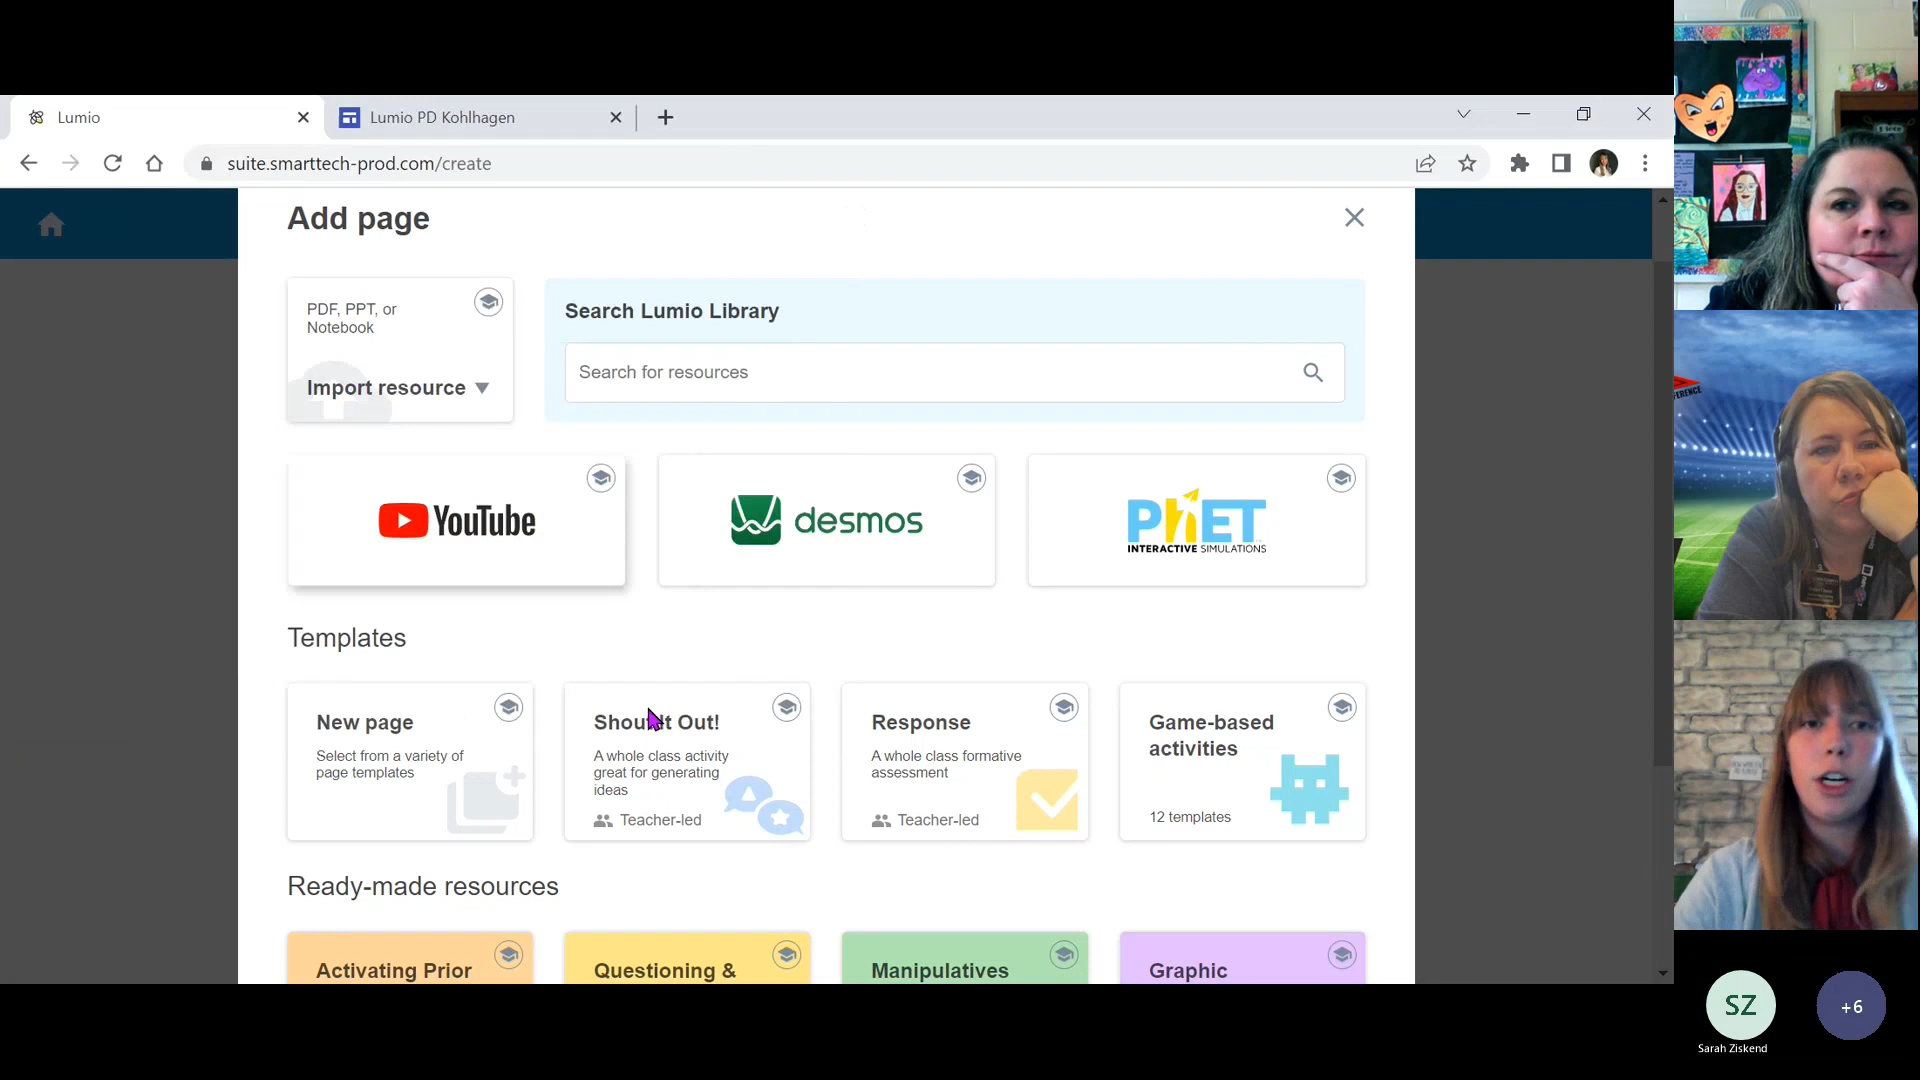 Lumio
Lumio PD Kohlhagen
suite.smarttech-prod.com/create
Add page
PDF, PPT, or
Notebook
Import resource
Search Lumio Library
Search for resources
YouTube
desmos
PhET
INTERACTIVE SIMULATIONS
Templates
New page
Select from a variety of
page templates
Shout It Out!
A whole class activity
great for generating
ideas
Teacher-led
Response
A whole class formative
assessment
Teacher-led
Game-based
activities
12 templates
Ready-made resources
Activating Prior
Questioning &
Manipulatives
Graphic
SZ
+6
Sarah Ziskend